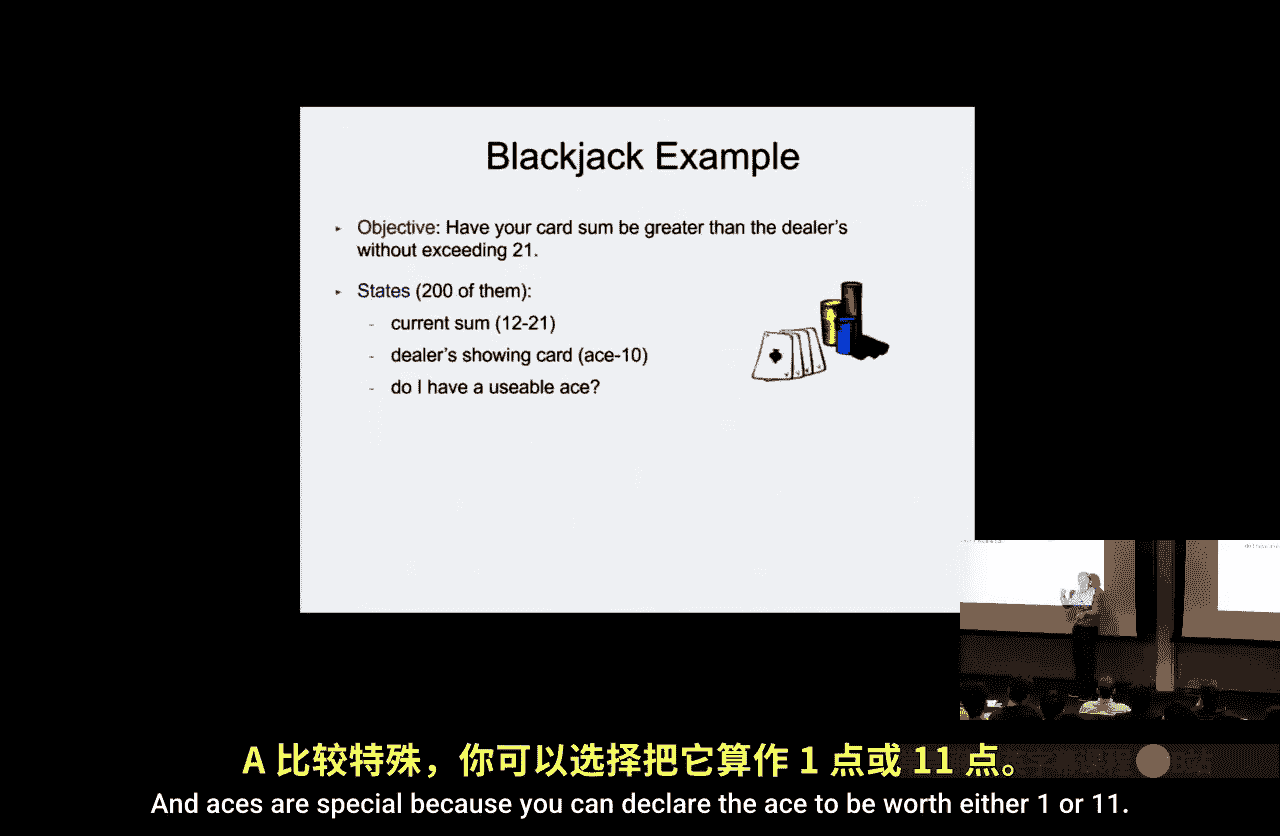 Blackjack Example
▸ Objective: Have your card sum be greater than the dealer's
without exceeding 21.
▸ States (200 of them):
- current sum (12-21)
- dealer's showing card (ace-10)
- do I have a useable ace?
A 比较特殊，你可以选择把它算作 1 点或 11 点。
And aces are special because you can declare the ace to be worth either 1 or 11.